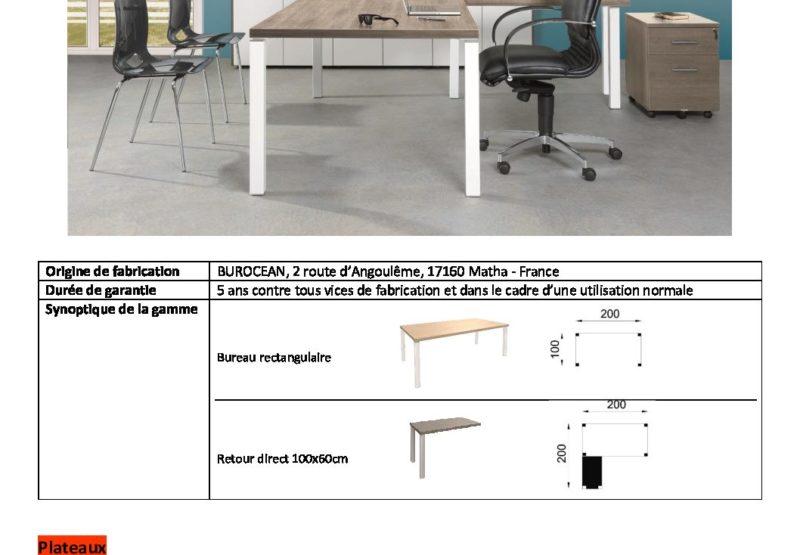 Origine de fabrication BUROCEAN, 2 route d’Angoulême, 17160 Matha - France
Durée de garantie 5 ans contre tous vices de fabrication et dans le cadre d’une utilisation normale
Synoptique de la gamme
200
100
Bureau rectangulaire
200
200
Retour direct 100x60cm
Plateaux